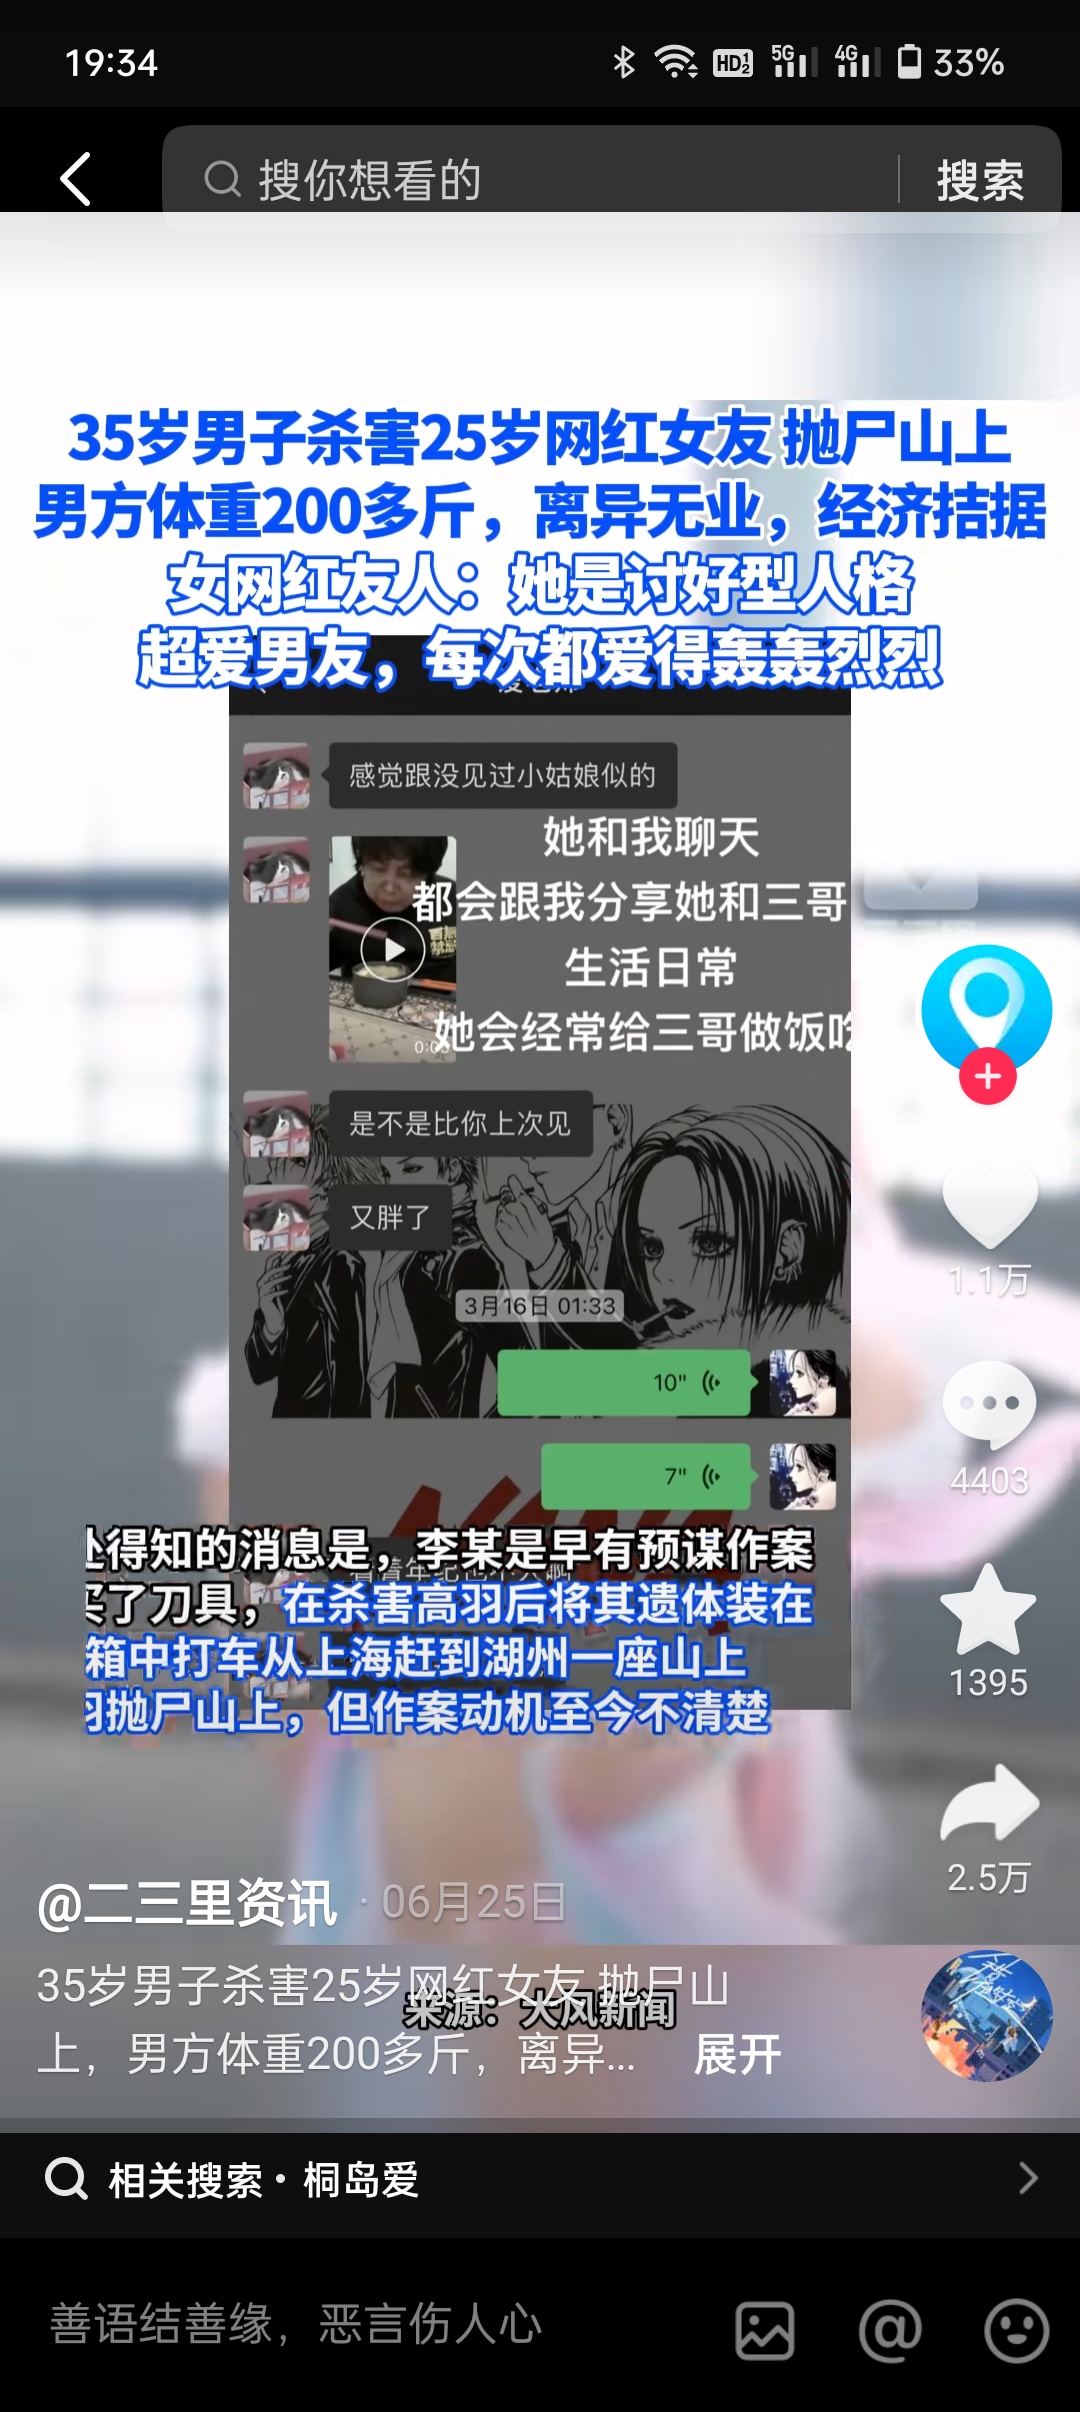 19:34
HD 1 2 5G 4G 33%
搜你想看的 搜索
35岁男子杀害25岁网红女友 抛尸山上
男方体重200多斤，离异无业，经济拮据
女网红友人：她是讨好型人格
超爱男友，每次都爱得轰轰烈烈
感觉跟没见过小姑娘似的
她和我聊天
都会跟我分享她和三哥
生活日常
她会经常给三哥做饭吃
是不是比你上次见
又胖了
3月16日 01:33
10"
7"
得知的消息是，李某是早有预谋作案
买了刀具，在杀害高羽后将其遗体装在
箱中打车从上海赶到湖州一座山上
抛尸山上，但作案动机至今不清楚
1.1万
4403
1395
2.5万
@二三里资讯 · 06月25日
35岁男子杀害25岁网红女友 抛尸山
上，男方体重200多斤，离异... 展开
来源：大风新闻
相关搜索 · 桐岛爱
善语结善缘，恶言伤人心